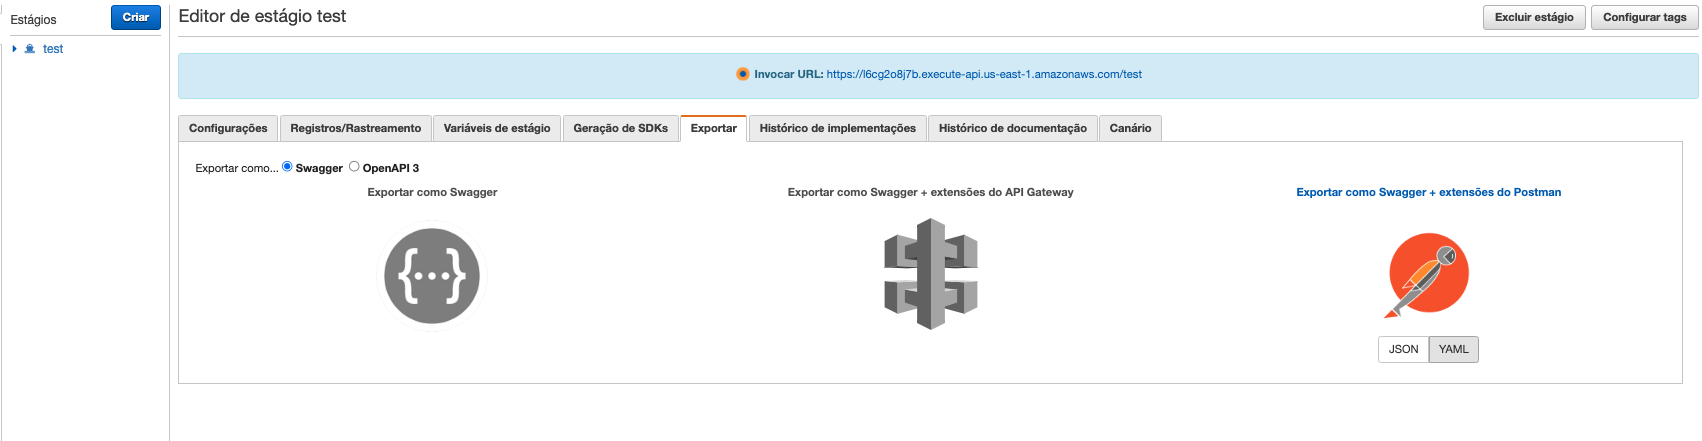 Estágios
Criar
test
Editor de estágio test
Excluir estágio
Configurar tags
Invocar URL: https://l6cg2o8j7b.execute-api.us-east-1.amazonaws.com/test
Configurações
Registros/Rastreamento
Variáveis de estágio
Geração de SDKs
Exportar
Histórico de implementações
Histórico de documentação
Canário
Exportar como... Swagger OpenAPI 3
Exportar como Swagger
Exportar como Swagger + extensões do API Gateway
Exportar como Swagger + extensões do Postman
{...}
JSON
YAML